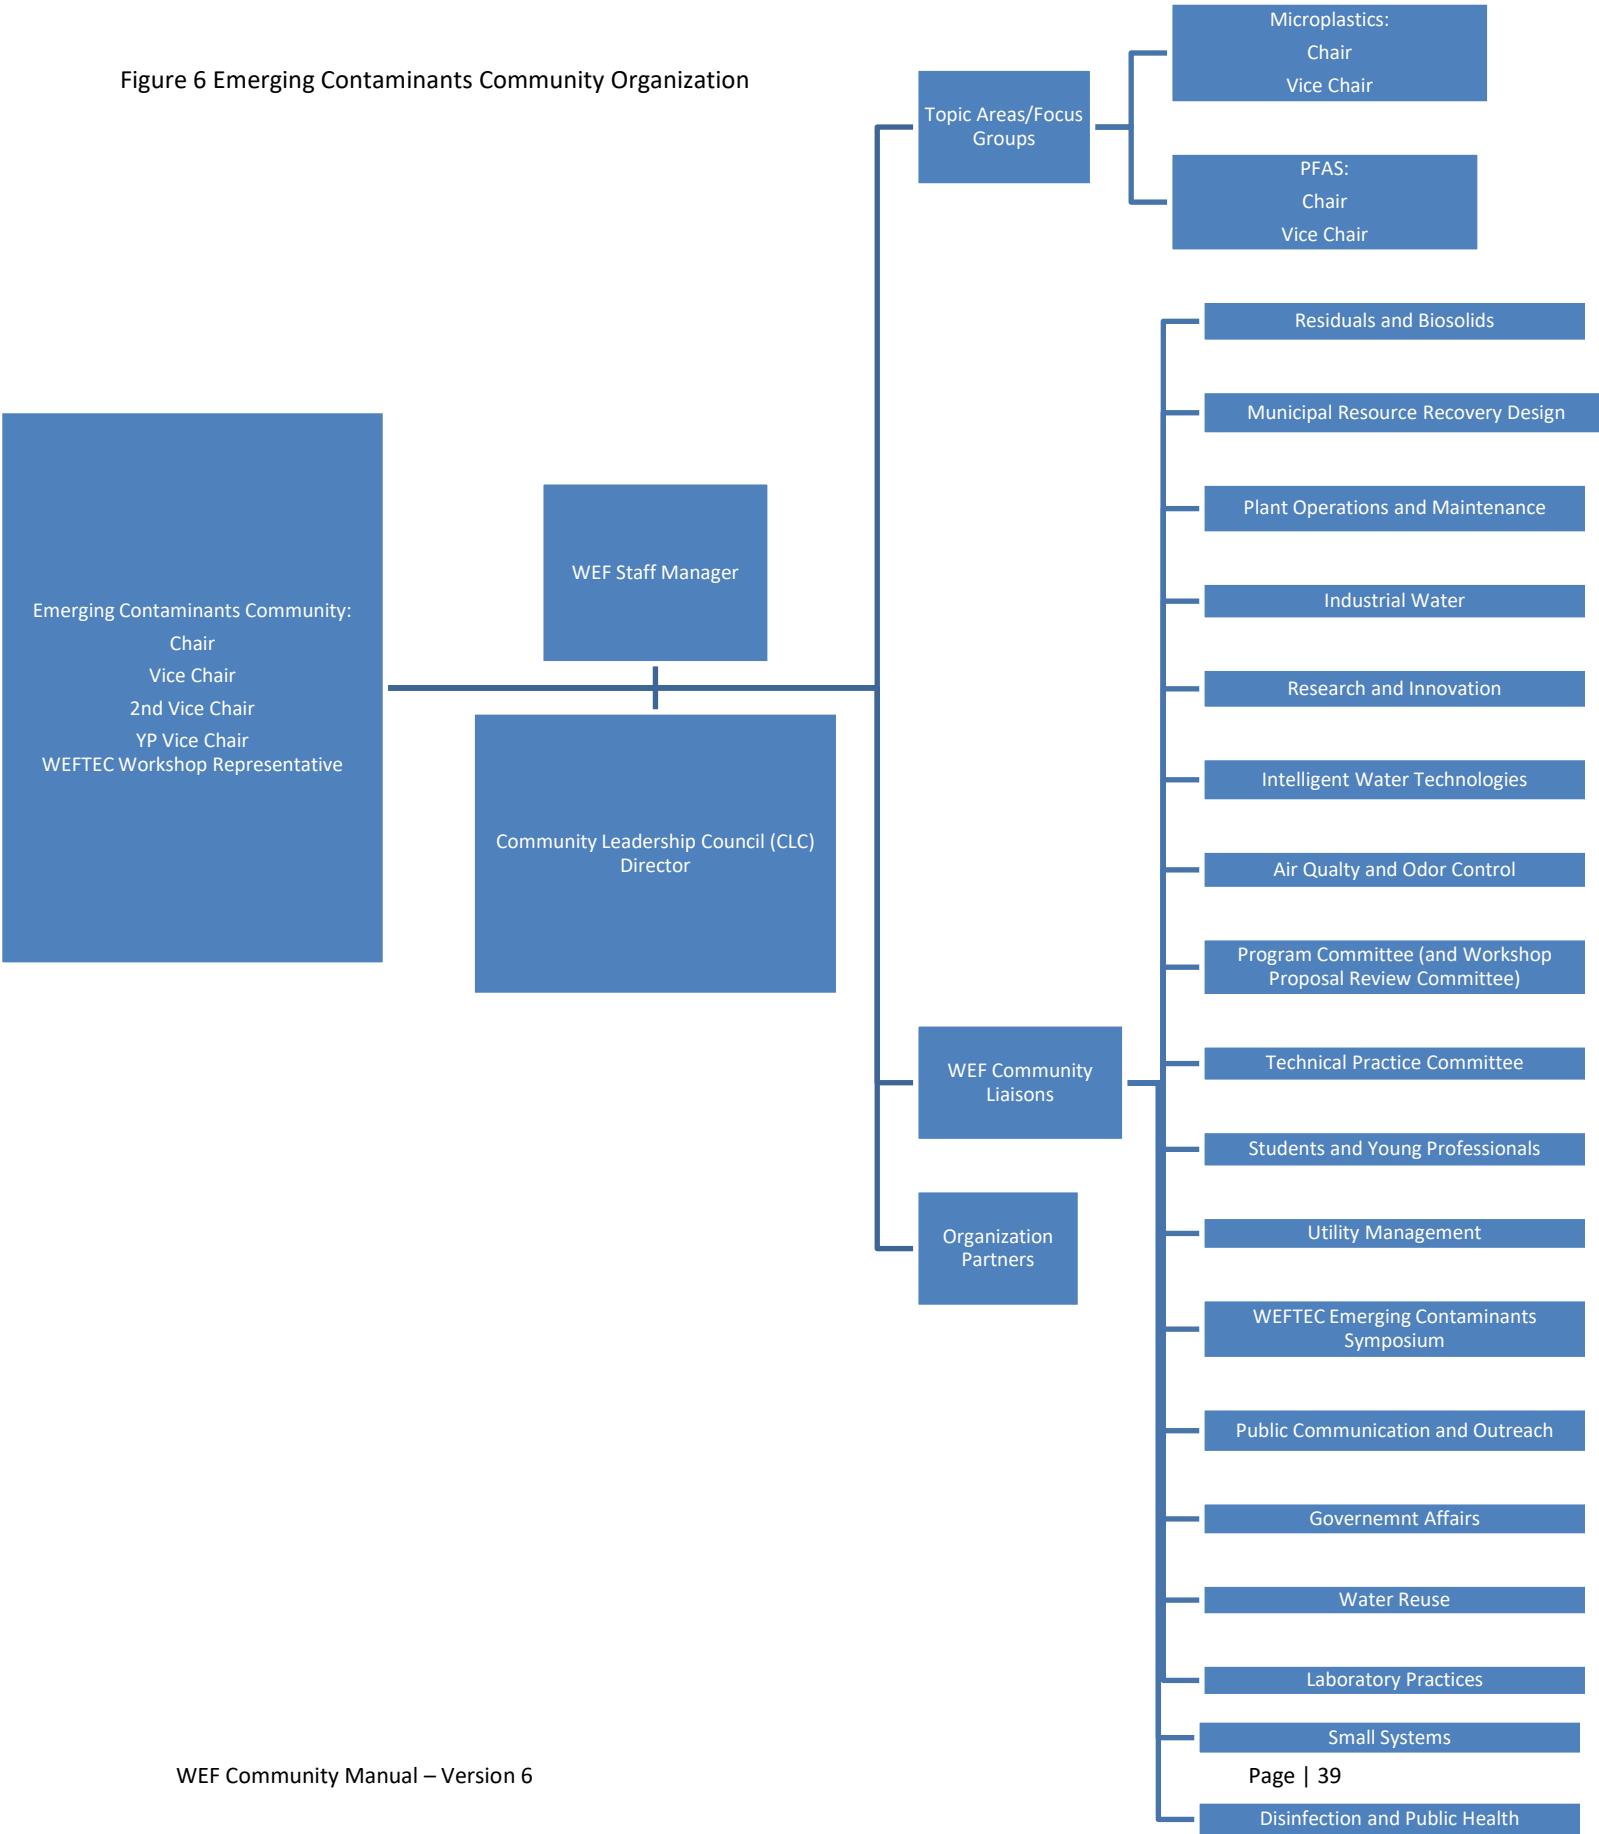 Figure 6 Emerging Contaminants Community Organization
Emerging Contaminants Community:
Chair
Vice Chair
2nd Vice Chair
YP Vice Chair
WEFTEC Workshop Representative
WEF Staff Manager
Community Leadership Council (CLC)
Director
Topic Areas/Focus
Groups
Microplastics:
Chair
Vice Chair
PFAS:
Chair
Vice Chair
WEF Community
Liaisons
Residuals and Biosolids
Municipal Resource Recovery Design
Plant Operations and Maintenance
Industrial Water
Research and Innovation
Intelligent Water Technologies
Air Qualty and Odor Control
Program Committee (and Workshop
Proposal Review Committee)
Technical Practice Committee
Students and Young Professionals
Utility Management
WEFTEC Emerging Contaminants
Symposium
Public Communication and Outreach
Governemnt Affairs
Water Reuse
Laboratory Practices
Small Systems
Disinfection and Public Health
Organization
Partners
WEF Community Manual – Version 6
Page | 39